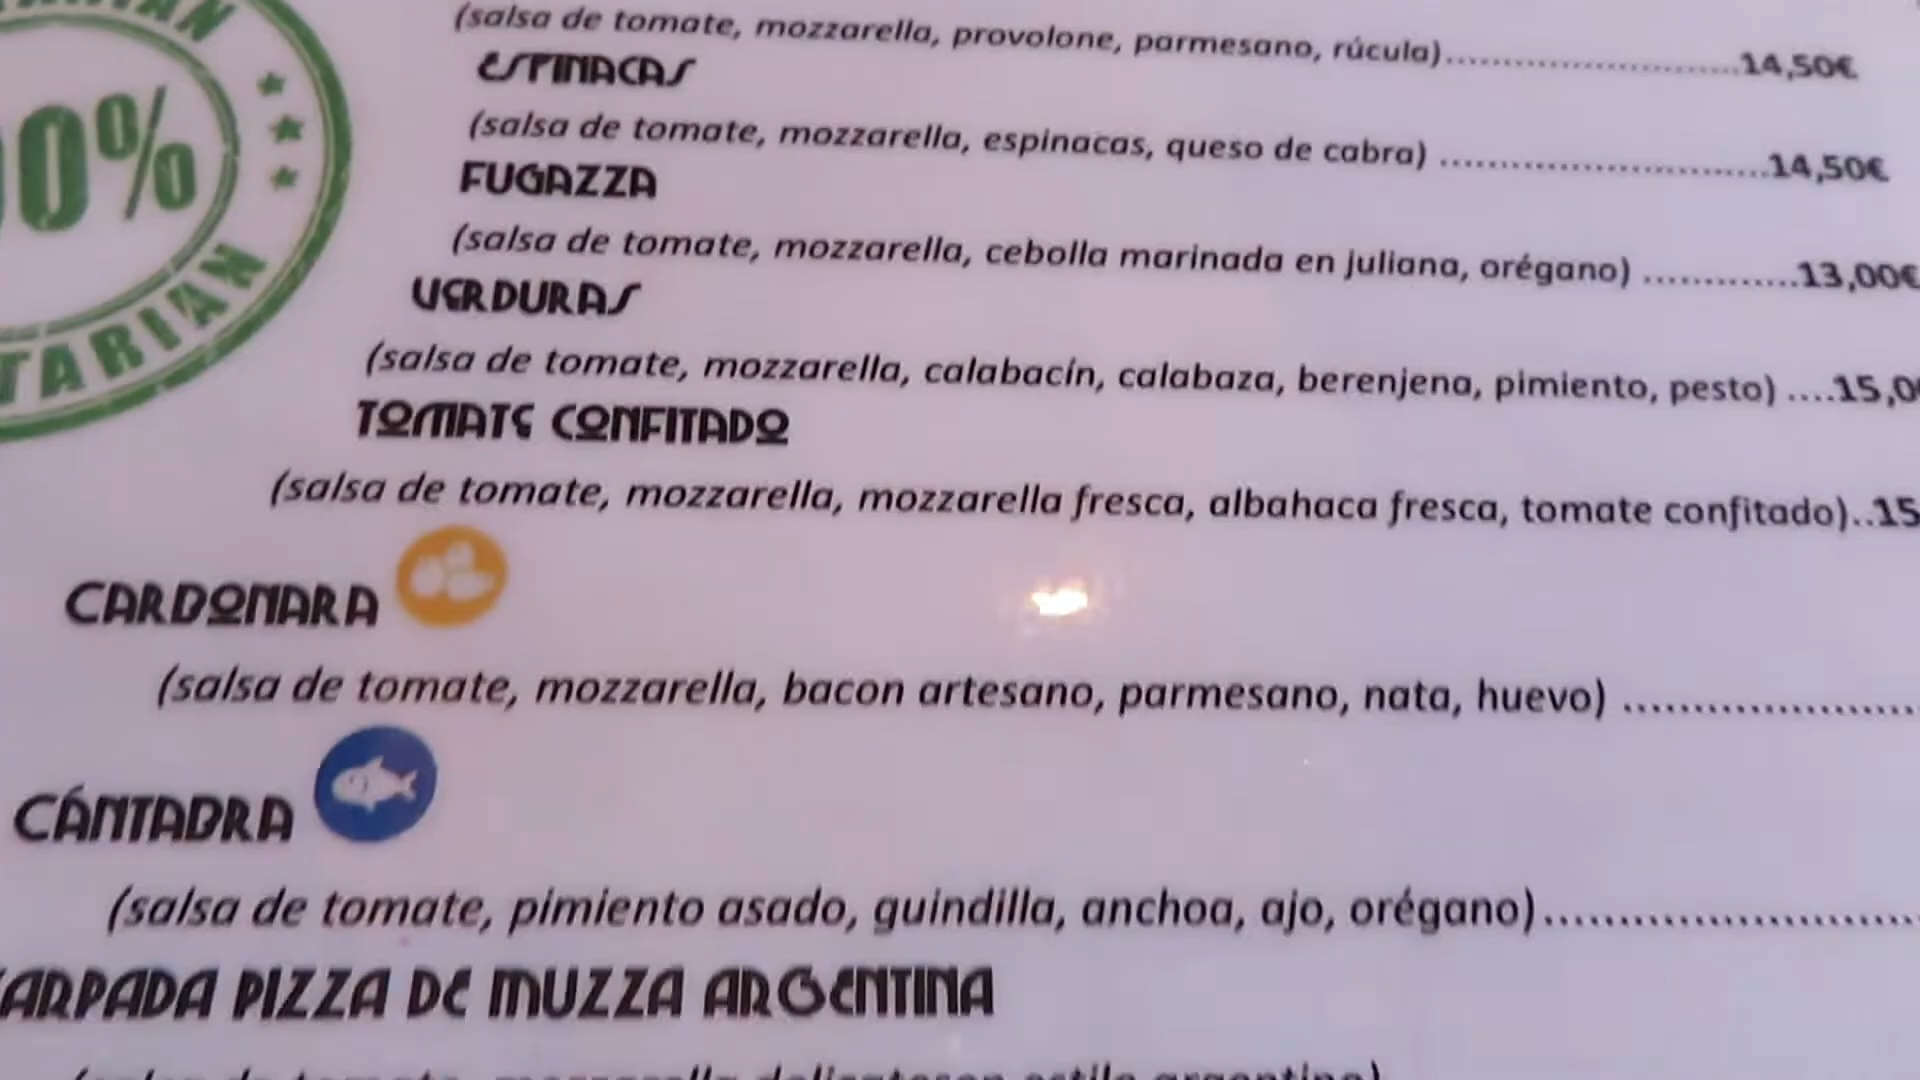 (salsa de tomate, mozzarella, provolone, parmesano, rúcula)....................................14,50€
ESPINACAS
(salsa de tomate, mozzarella, espinacas, queso de cabra) ....................................14,50€
FUGAZZA
(salsa de tomate, mozzarella, cebolla marinada en juliana, orégano) .............13,00€
VERDURAS
(salsa de tomate, mozzarella, calabacín, calabaza, berenjena, pimiento, pesto) ....15,0
TOMATE CONFITADO
(salsa de tomate, mozzarella, mozzarella fresca, albahaca fresca, tomate confitado)..15
CARBONARA
(salsa de tomate, mozzarella, bacon artesano, parmesano, nata, huevo) ......................
CÁNTABRA
(salsa de tomate, pimiento asado, guindilla, anchoa, ajo, orégano)..........................
ARPADA PIZZA DE MUZZA ARGENTINA
0%
TARIAN